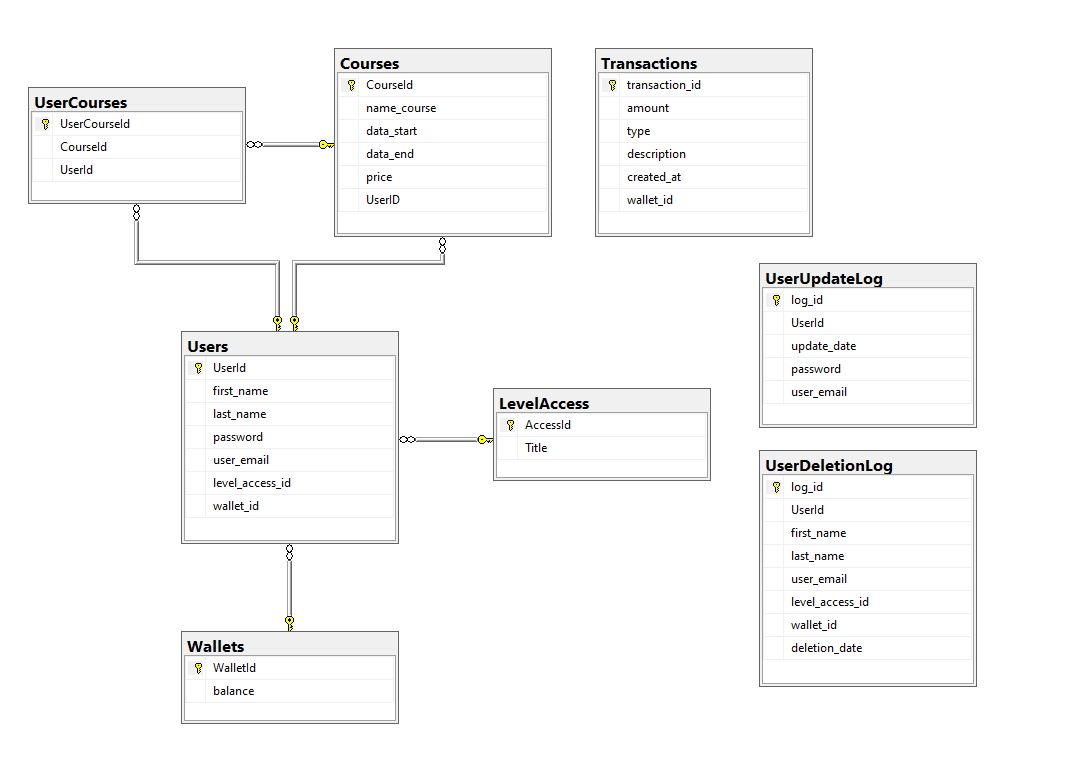 UserCourses
UserCourseId
CourseId
UserId
Courses
CourseId
name_course
data_start
data_end
price
UserID
Transactions
transaction_id
amount
type
description
created_at
wallet_id
Users
UserId
first_name
last_name
password
user_email
level_access_id
wallet_id
LevelAccess
AccessId
Title
UserUpdateLog
log_id
UserId
update_date
password
user_email
UserDeletionLog
log_id
UserId
first_name
last_name
user_email
level_access_id
wallet_id
deletion_date
Wallets
WalletId
balance